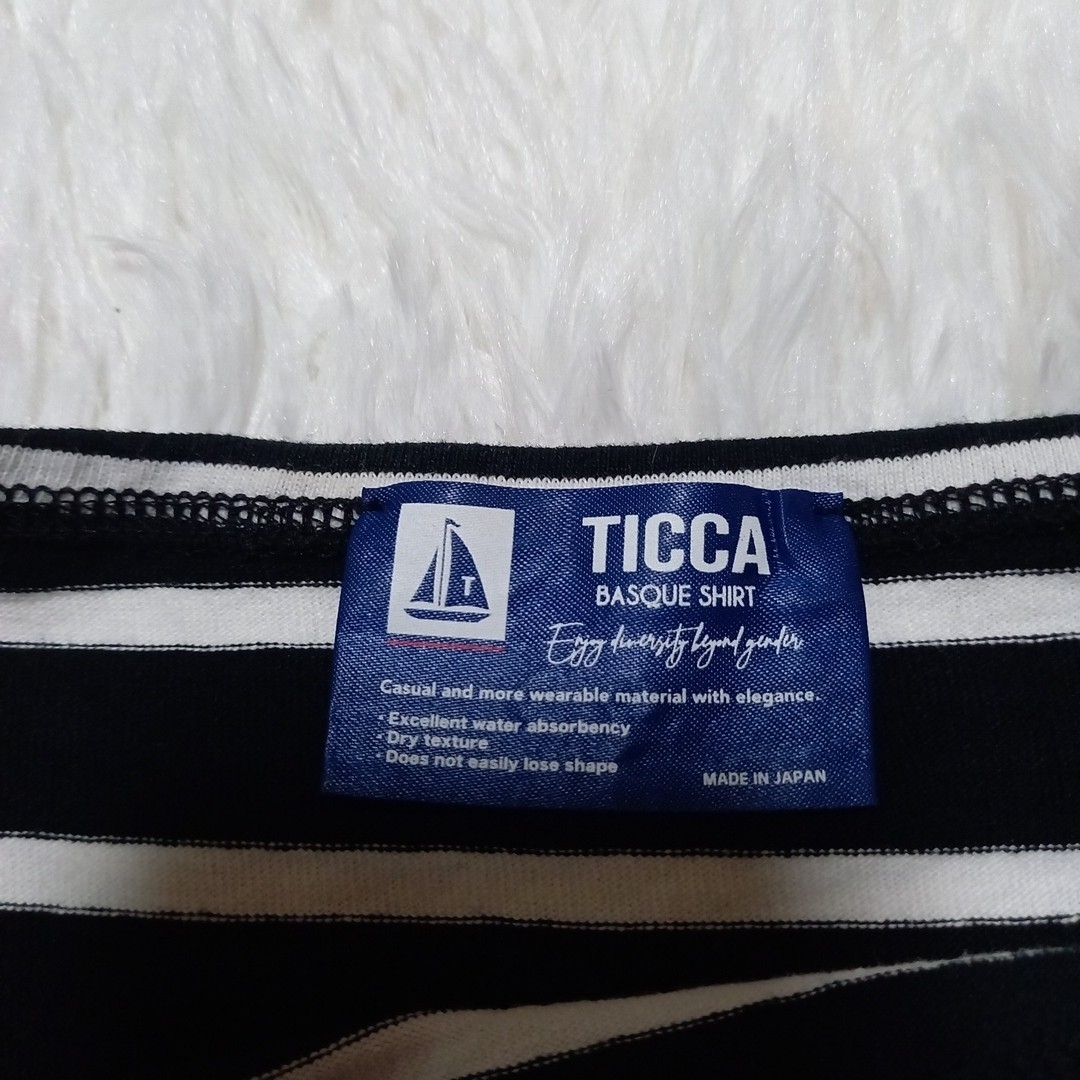 T
TICCA
BASQUE SHIRT
Enjoy diversity beyond gender.
Casual and more wearable material with elegance.
・Excellent water absorbency
・Dry texture
・Does not easily lose shape
MADE IN JAPAN